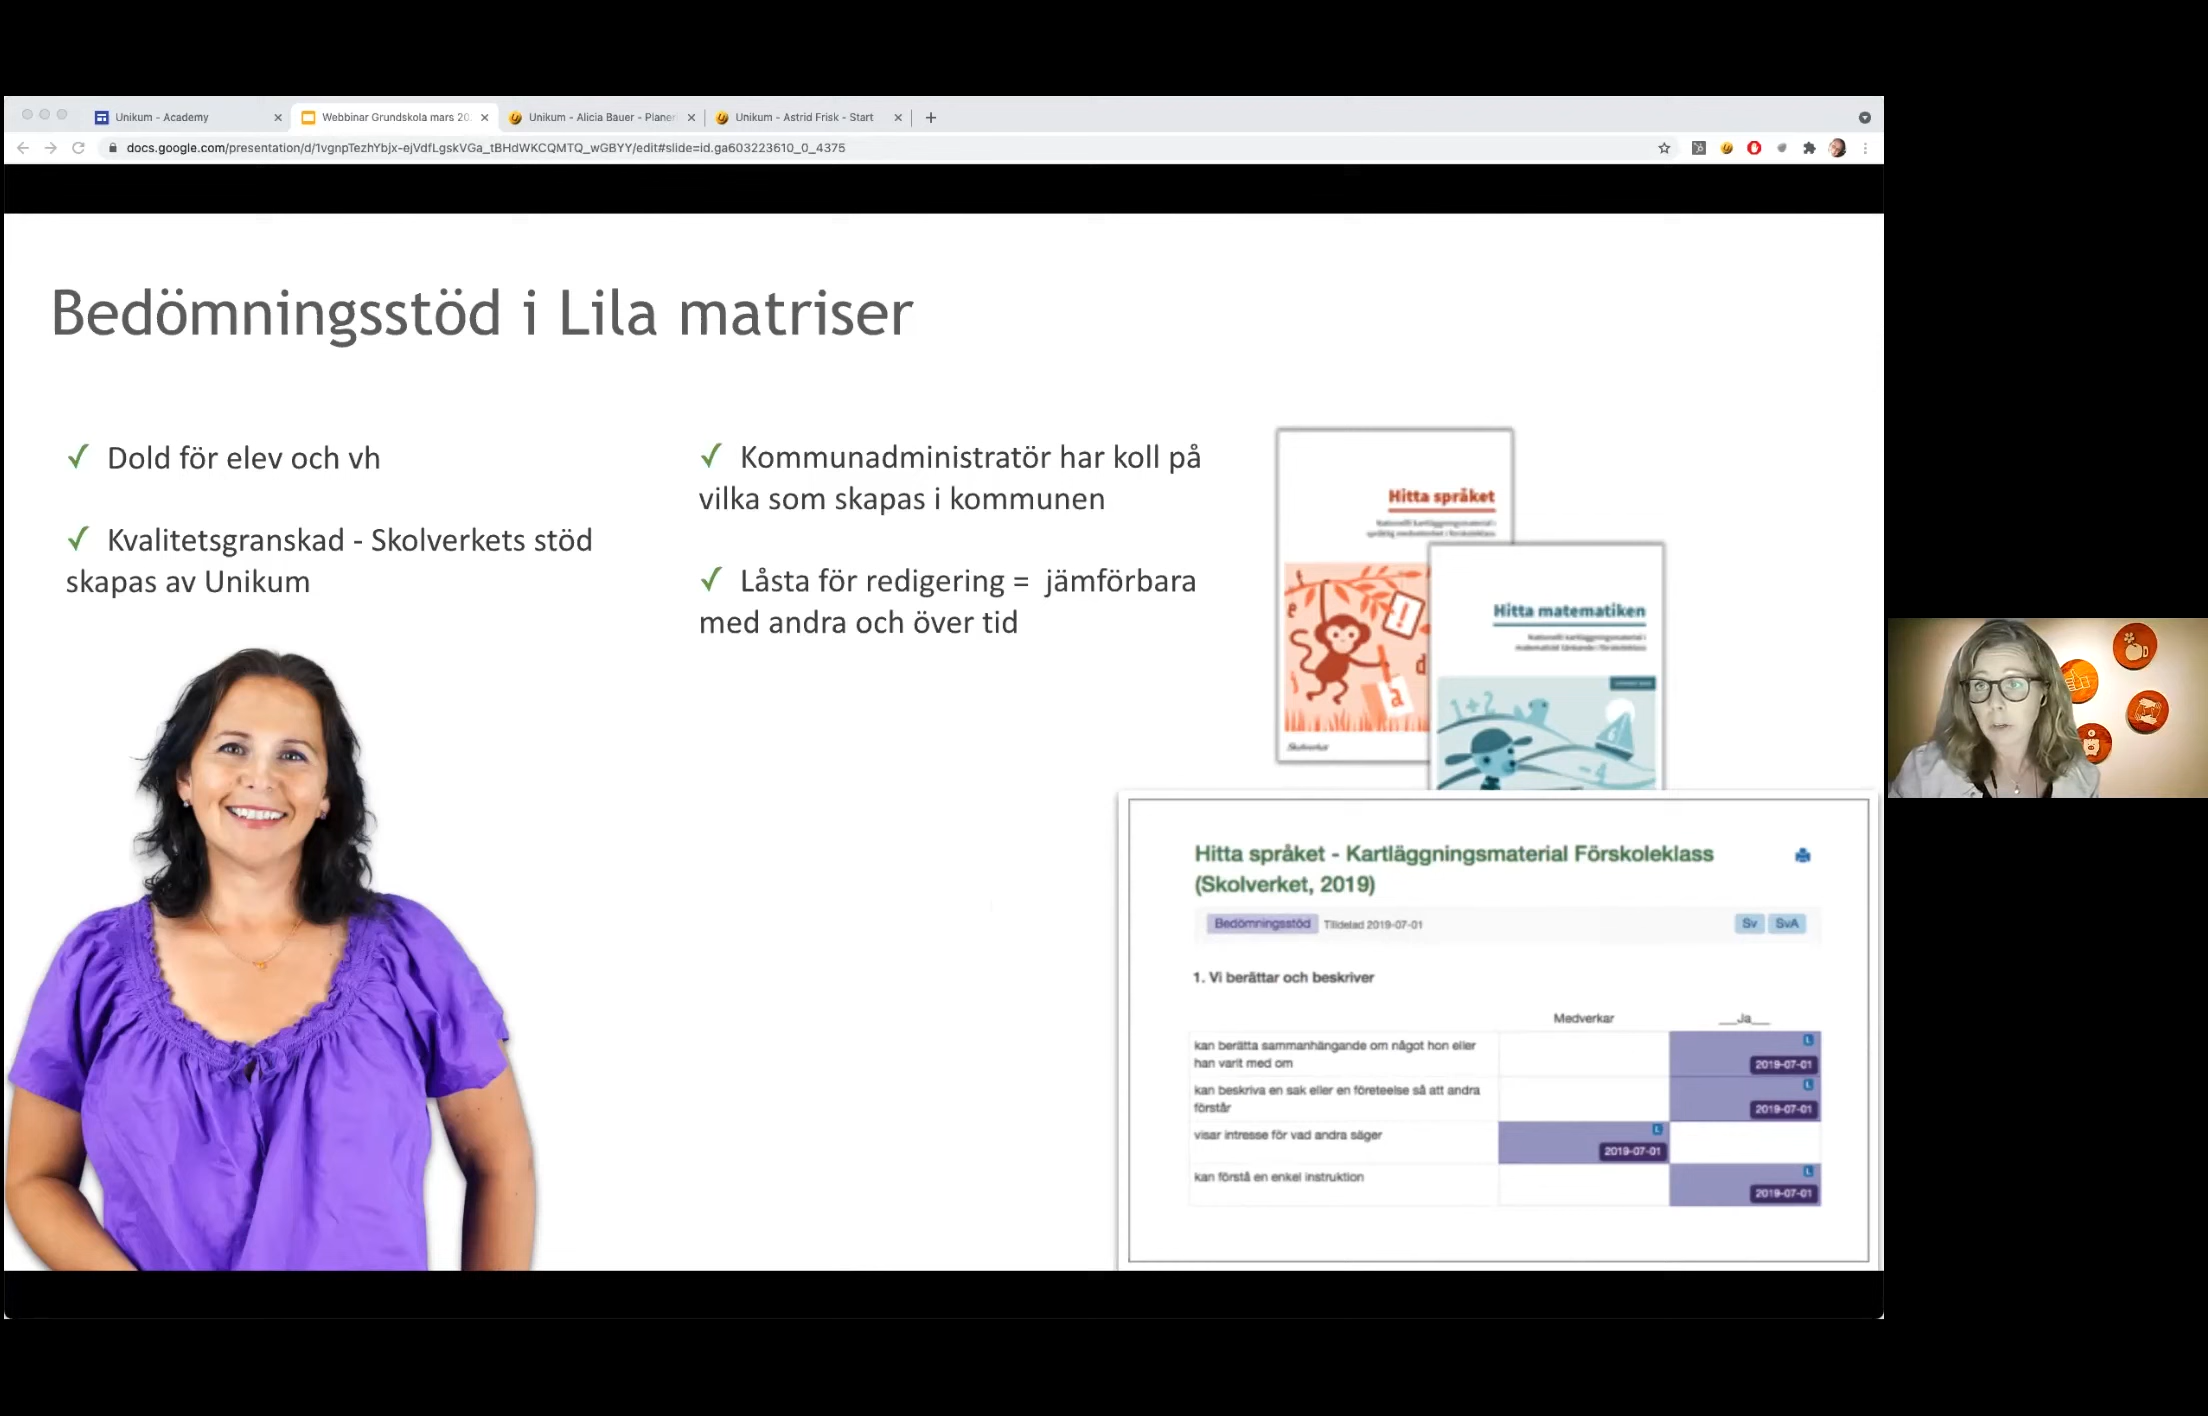 Unikum - Academy
Webbinar Grundskola mars 20
Unikum - Alicia Bauer - Planer
Unikum - Astrid Frisk - Start
docs.google.com/presentation/d/1vgnpTezhYbjx-ejVdfLgskVGa_tBHdWKCQMTQ_wGBYY/edit#slide=id.ga603223610_0_4375
Bedömningsstöd i Lila matriser
✓ Dold för elev och vh
✓ Kvalitetsgranskad - Skolverkets stöd
skapas av Unikum
✓ Kommunadministratör har koll på
vilka som skapas i kommunen
✓ Låsta för redigering = jämförbara
med andra och över tid
Hitta språket
Nationellt kartläggningsmaterial i
språklig medvetenhet i förskoleklass
Skolverket
Hitta matematiken
Nationellt kartläggningsmaterial i
matematiskt tänkande i förskoleklass
Hitta språket - Kartläggningsmaterial Förskoleklass
(Skolverket, 2019)
Bedömningsstöd Tilldelad 2019-07-01 Sv SvA
1. Vi berättar och beskriver
Medverkar ___Ja___
kan berätta sammanhängande om något hon eller
han varit med om
L
2019-07-01
kan beskriva en sak eller en företeelse så att andra
förstår
L
2019-07-01
visar intresse för vad andra säger
L
2019-07-01
kan förstå en enkel instruktion
L
2019-07-01